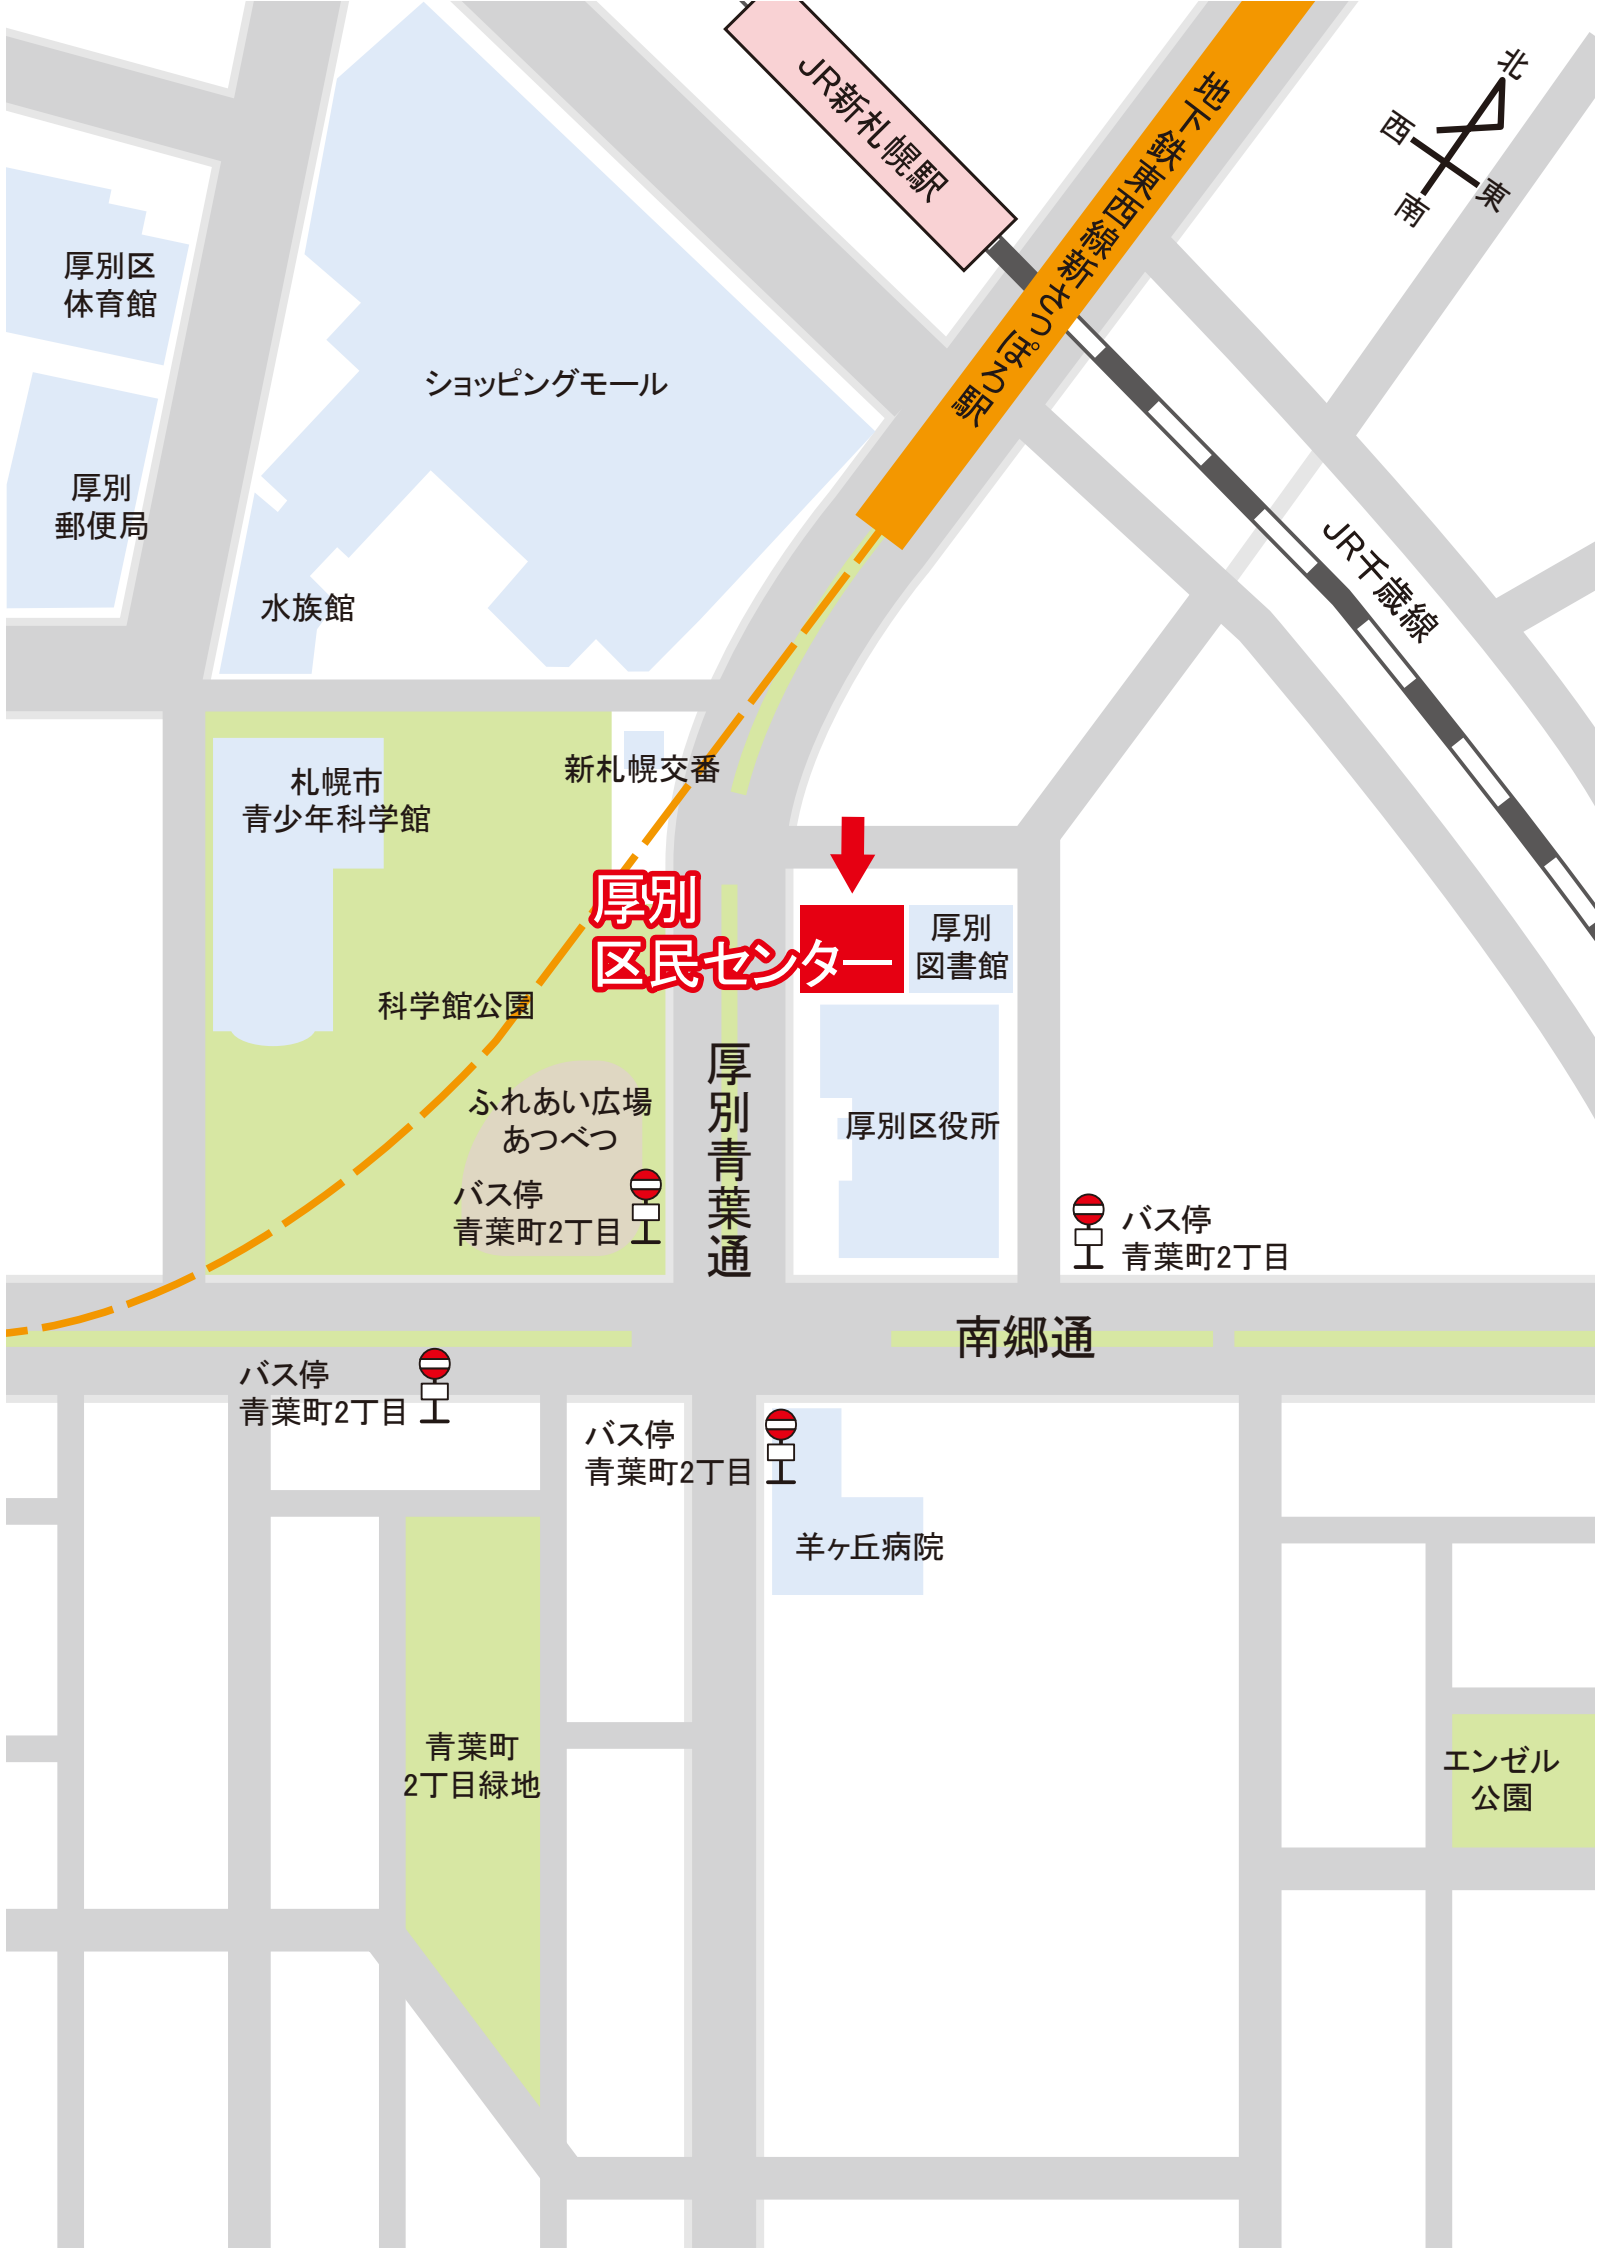 JR新札幌駅
地下鉄東西線新さっぽろ駅
北
西
東
南
厚別区
体育館
ショッピングモール
厚別
郵便局
JR千歳線
水族館
新札幌交番
札幌市
青少年科学館
厚別
区民センター
厚別
図書館
科学館公園
厚別青葉通
ふれあい広場
あつべつ
厚別区役所
バス停
青葉町2丁目
バス停
青葉町2丁目
南郷通
バス停
青葉町2丁目
バス停
青葉町2丁目
羊ヶ丘病院
青葉町
2丁目緑地
エンゼル
公園